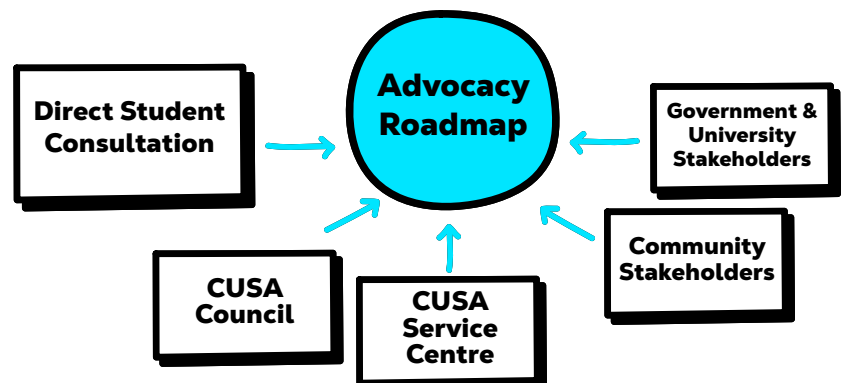 Advocacy
Roadmap
Direct Student
Consultation
Government &
University
Stakeholders
CUSA
Council
CUSA
Service
Centre
Community
Stakeholders